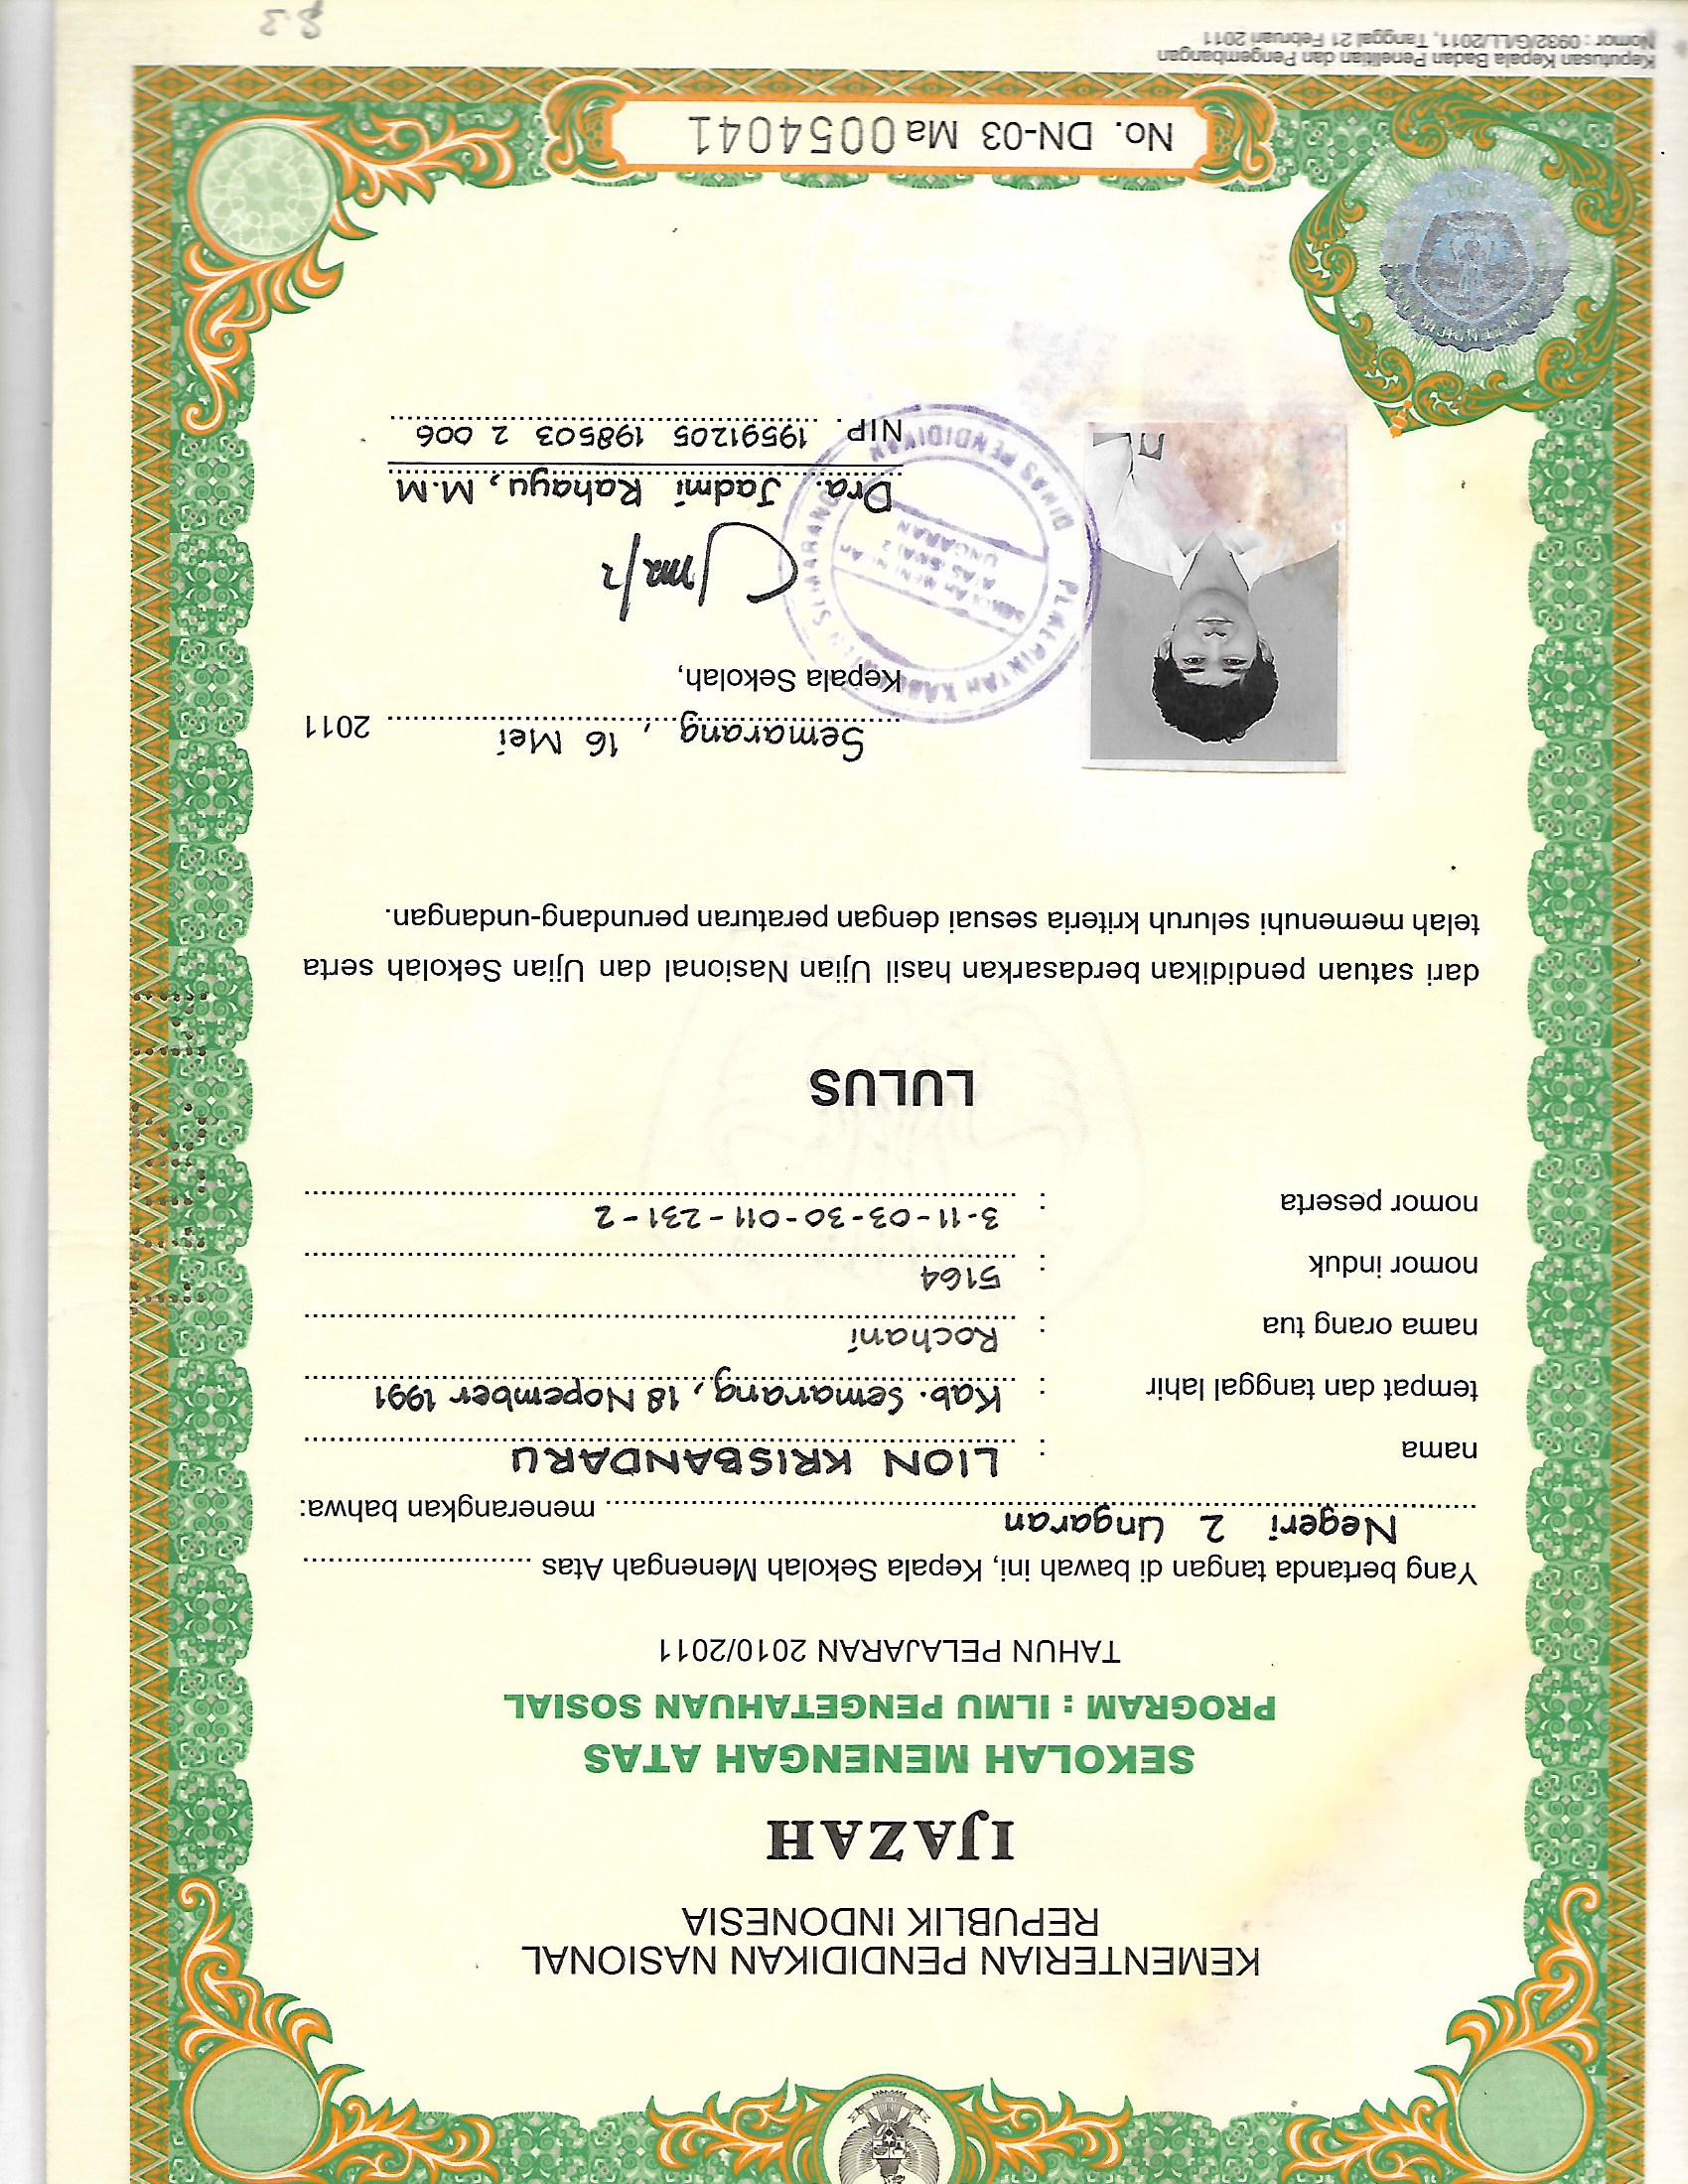 KEMENTERIAN PENDIDIKAN NASIONAL
REPUBLIK INDONESIA
IJAZAH
SEKOLAH MENENGAH ATAS
PROGRAM : ILMU PENGETAHUAN SOSIAL
TAHUN PELAJARAN 2010/2011
Yang bertanda tangan di bawah ini, Kepala Sekolah Menengah Atas
Negeri 2 Ungaran menerangkan bahwa:
nama : LION KRISBANDARU
tempat dan tanggal lahir : Kab. Semarang, 18 Nopember 1991
nama orang tua : Rochani
nomor induk : 5164
nomor peserta : 3-11-03-30-011-231-2
LULUS
dari satuan pendidikan berdasarkan hasil Ujian Nasional dan Ujian Sekolah serta
telah memenuhi seluruh kriteria sesuai dengan peraturan perundang-undangan.
Semarang, 16 Mei 2011
Kepala Sekolah,
PEMERINTAH KABUPATEN SEMARANG
SEKOLAH MENENGAH
ATAS (SMA) 2
UNGARAN
DINAS PENDIDIKAN
Dra. Jadmi Rahayu, M.M
NIP. 19591205 198503 2 006
No. DN-03 Ma 0054041
Keputusan Kepala Badan Penelitian dan Pengembangan
Nomor : 0932/G/LL/2011, Tanggal 21 Februari 2011